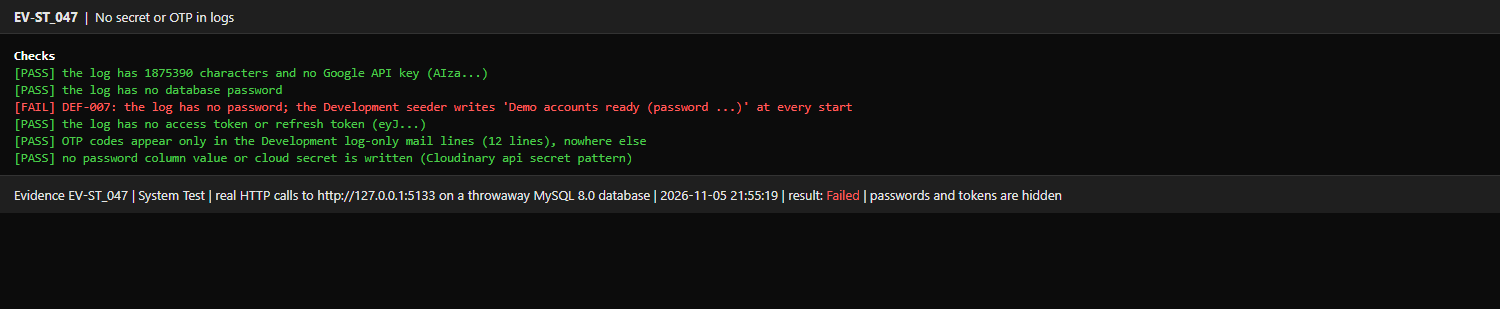 EV-ST_047 | No secret or OTP in logs
Checks
[PASS] the log has 1875390 characters and no Google API key (AIza...)
[PASS] the log has no database password
[FAIL] DEF-007: the log has no password; the Development seeder writes 'Demo accounts ready (password ...)' at every start
[PASS] the log has no access token or refresh token (eyJ...)
[PASS] OTP codes appear only in the Development log-only mail lines (12 lines), nowhere else
[PASS] no password column value or cloud secret is written (Cloudinary api secret pattern)
Evidence EV-ST_047 | System Test | real HTTP calls to http://127.0.0.1:5133 on a throwaway MySQL 8.0 database | 2026-11-05 21:55:19 | result: Failed | passwords and tokens are hidden